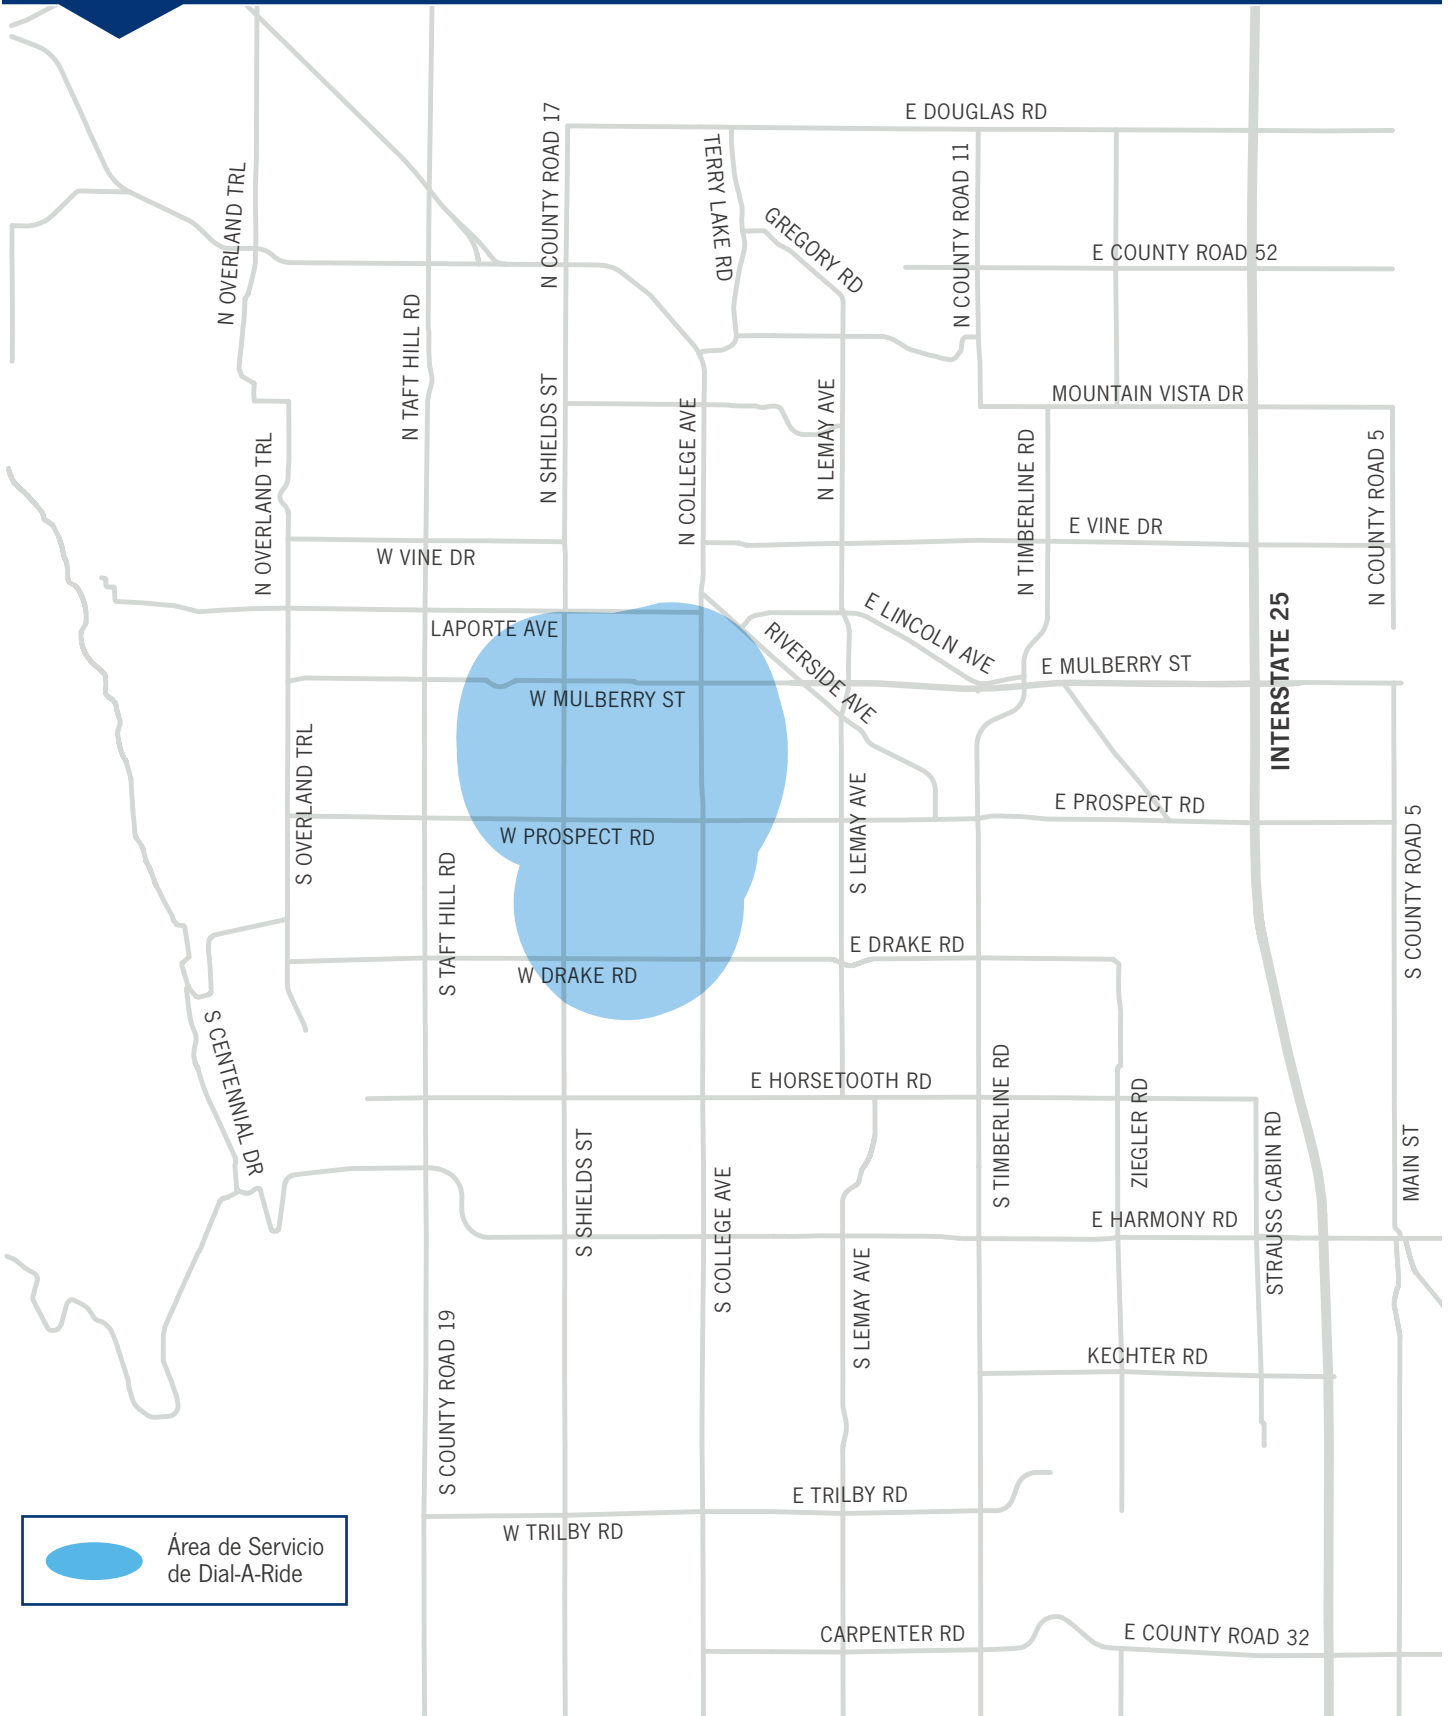 E DOUGLAS RD
N COUNTY ROAD 17
TERRY LAKE RD
N COUNTY ROAD 11
N OVERLAND TRL
GREGORY RD
E COUNTY ROAD 52
N TAFT HILL RD
N SHIELDS ST
N COLLEGE AVE
N LEMAY AVE
MOUNTAIN VISTA DR
N OVERLAND TRL
N TIMBERLINE RD
N COUNTY ROAD 5
E VINE DR
W VINE DR
LAPORTE AVE
E LINCOLN AVE
RIVERSIDE AVE
INTERSTATE 25
E MULBERRY ST
W MULBERRY ST
S OVERLAND TRL
S LEMAY AVE
E PROSPECT RD
W PROSPECT RD
S COUNTY ROAD 5
S TAFT HILL RD
E DRAKE RD
W DRAKE RD
S CENTENNIAL DR
E HORSETOOTH RD
S TIMBERLINE RD
ZIEGLER RD
STRAUSS CABIN RD
MAIN ST
S SHIELDS ST
S COLLEGE AVE
E HARMONY RD
S LEMAY AVE
S COUNTY ROAD 19
KECHTER RD
E TRILBY RD
W TRILBY RD
Área de Servicio
de Dial-A-Ride
CARPENTER RD
E COUNTY ROAD 32